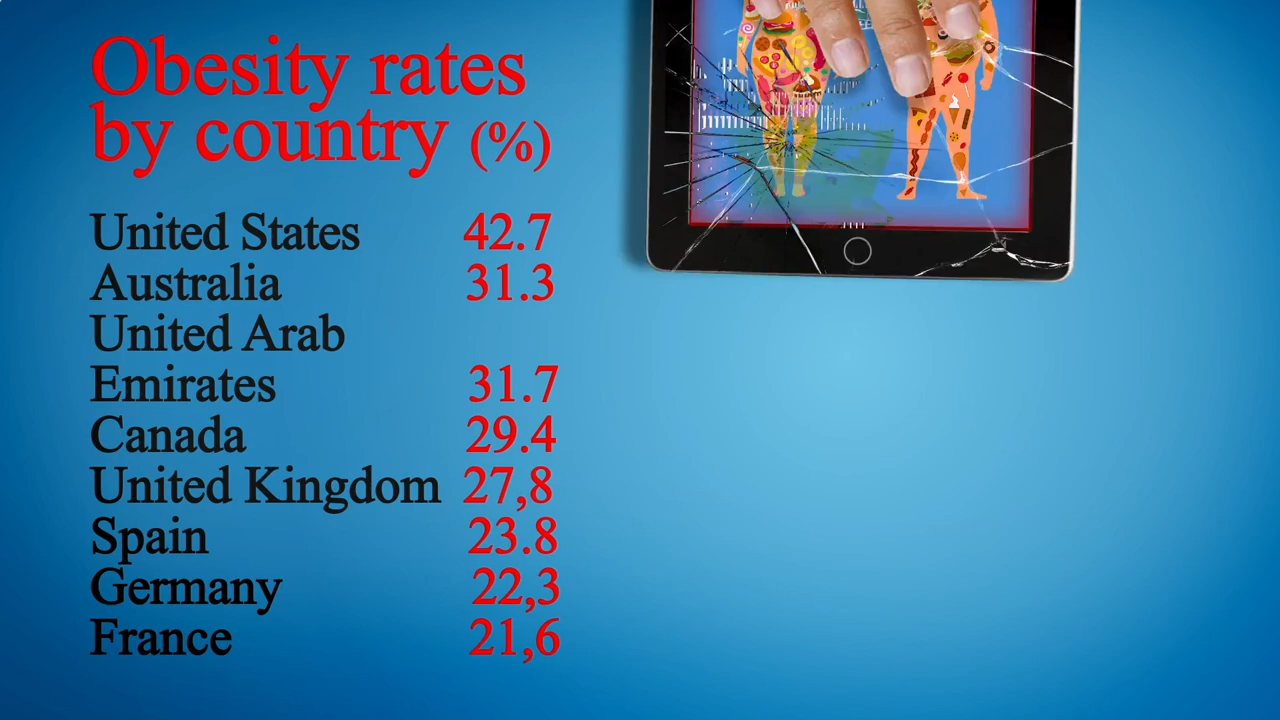 Obesity rates
by country (%)
United States 42.7
Australia 31.3
United Arab
Emirates 31.7
Canada 29.4
United Kingdom 27,8
Spain 23.8
Germany 22,3
France 21,6